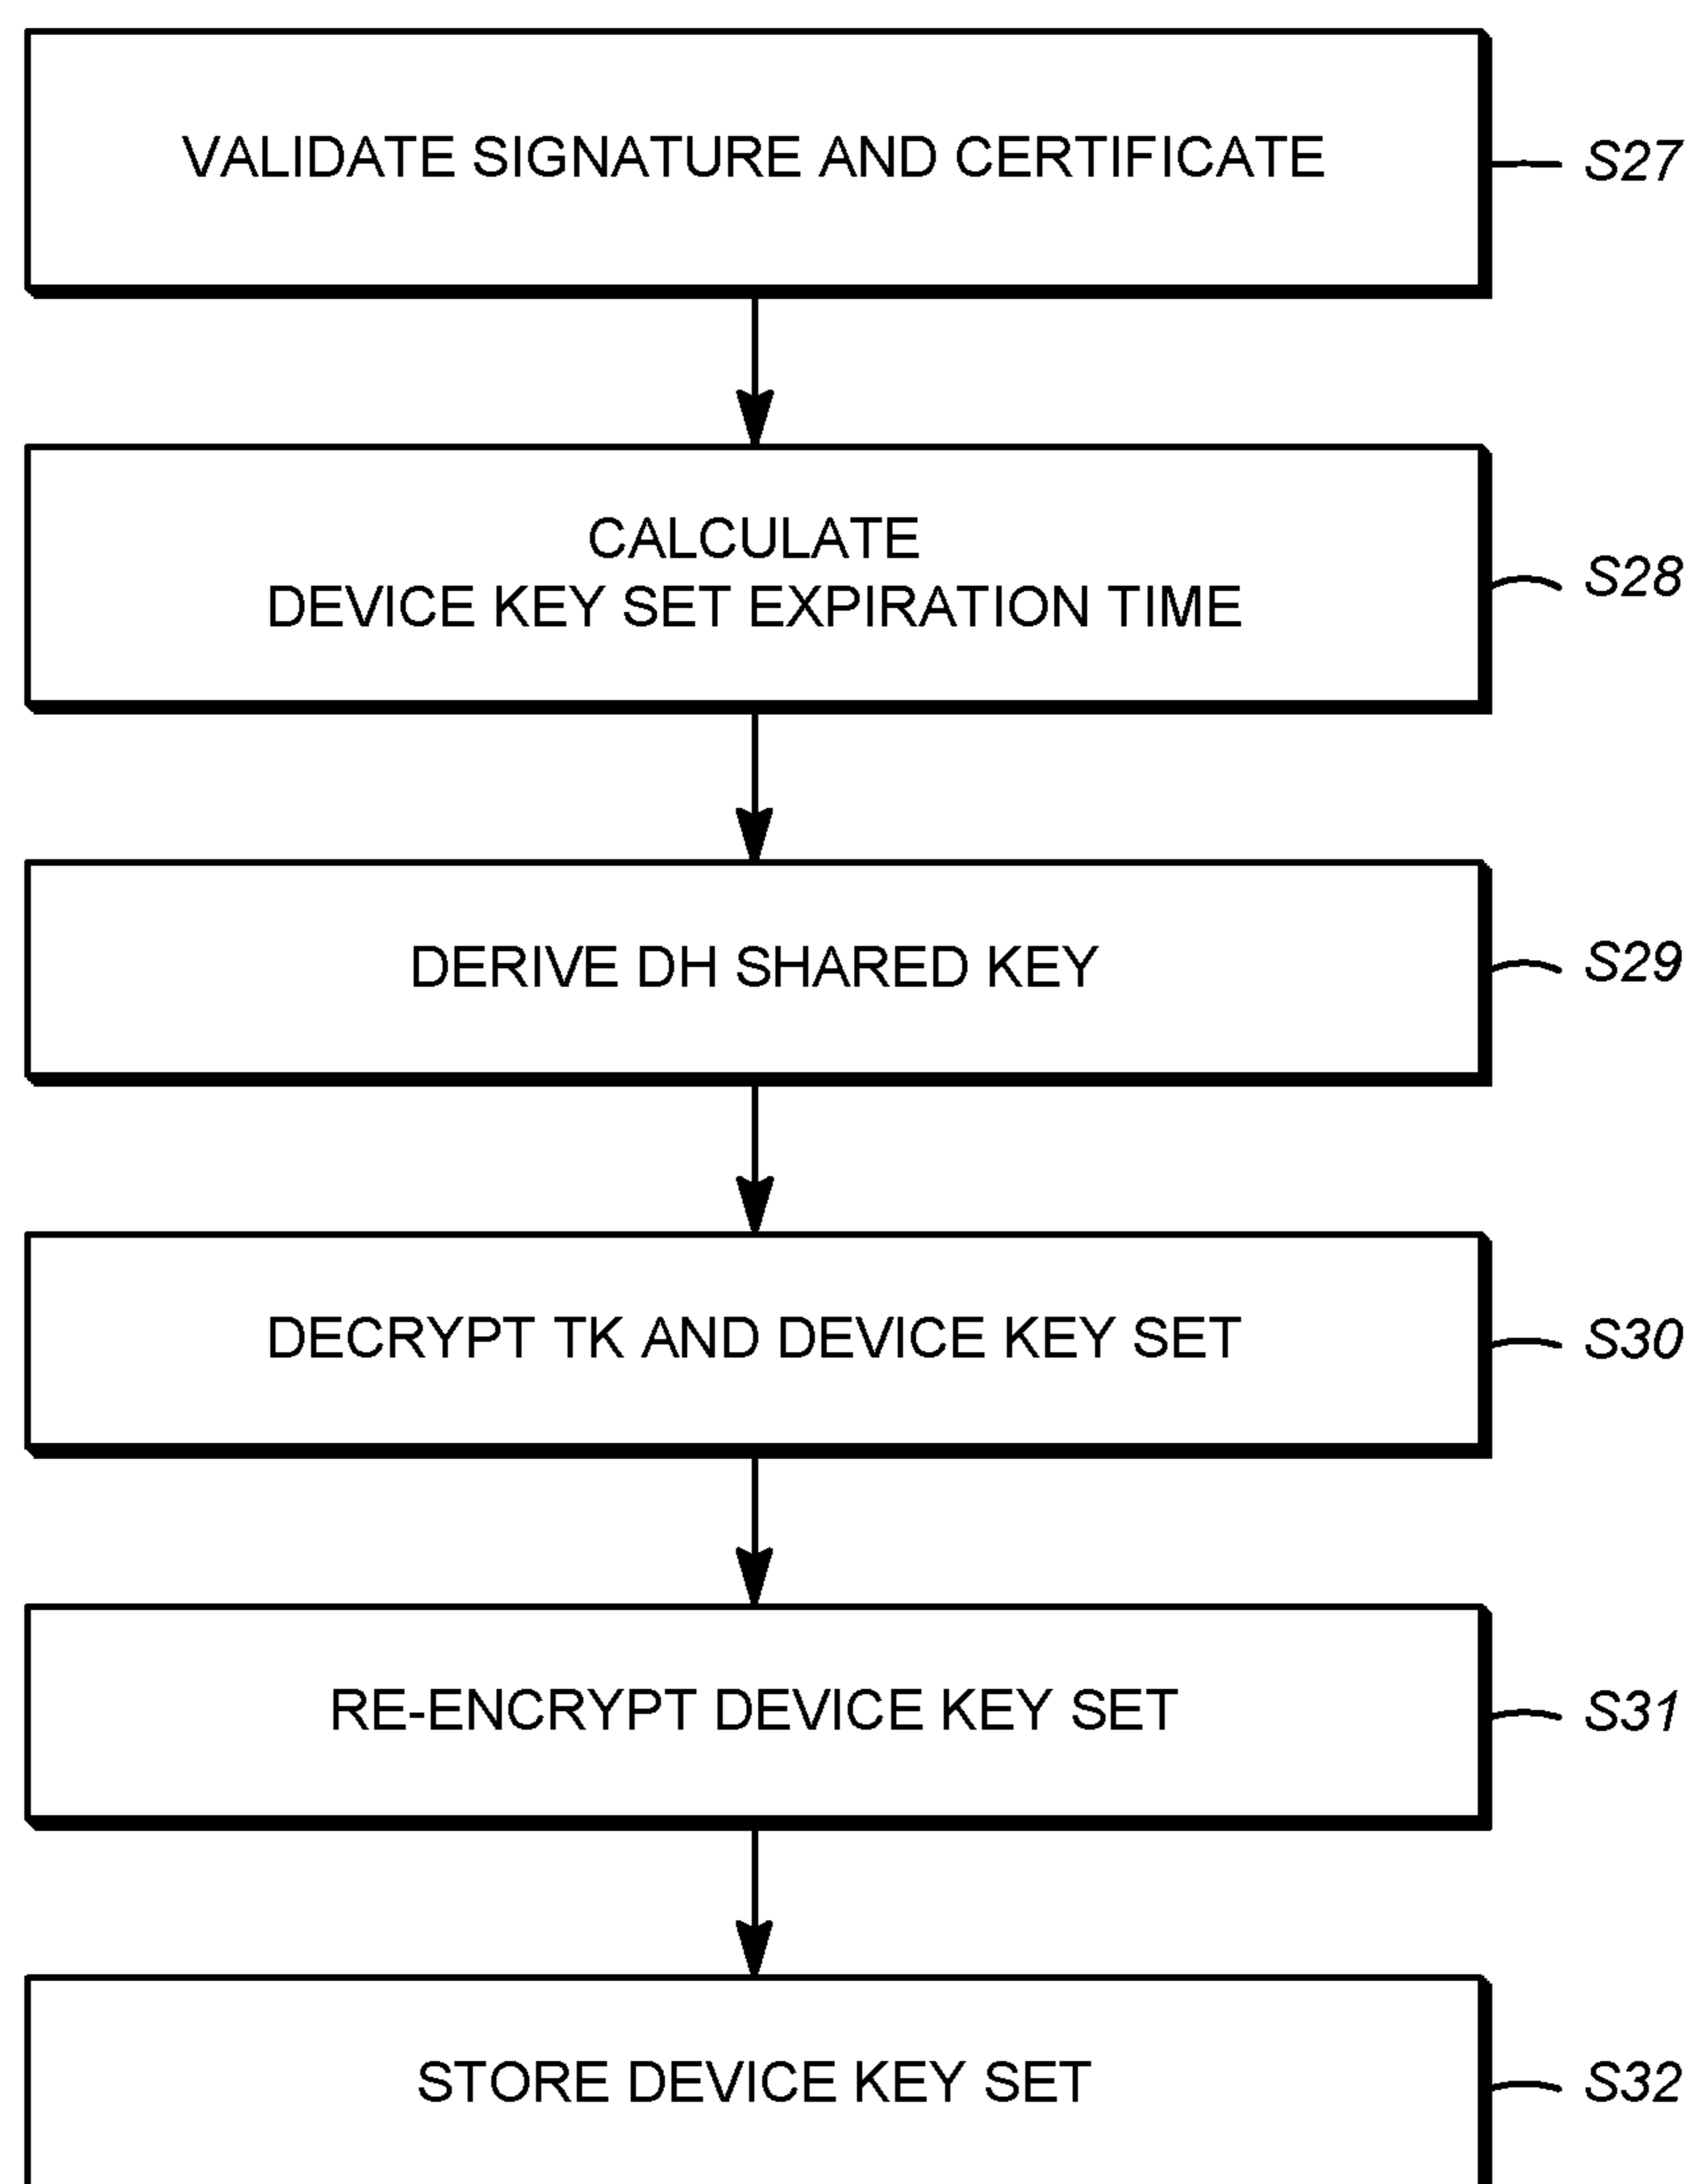 VALIDATE SIGNATURE AND CERTIFICATE
S27
CALCULATE
DEVICE KEY SET EXPIRATION TIME
S28
DERIVE DH SHARED KEY
S29
DECRYPT TK AND DEVICE KEY SET
S30
RE-ENCRYPT DEVICE KEY SET
S31
STORE DEVICE KEY SET
S32